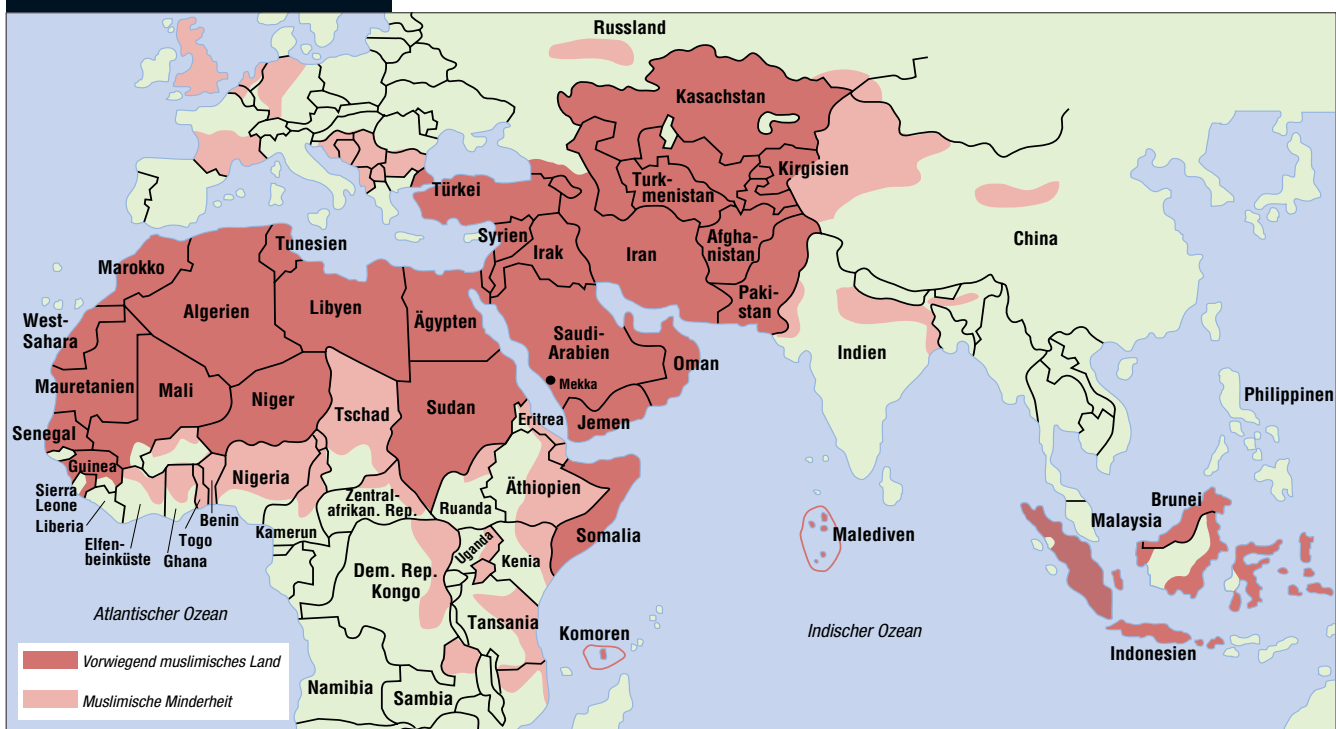 Russland
Kasachstan
Kirgisien
Turk-
menistan
Türkei
Tunesien
Syrien
Irak
Iran
Afgha-
nistan
China
Marokko
Algerien
Libyen
Ägypten
Paki-
stan
West-
Sahara
Saudi-
Arabien
Oman
Indien
Mekka
Mauretanien
Mali
Niger
Tschad
Sudan
Eritrea
Jemen
Philippinen
Senegal
Guinea
Nigeria
Äthiopien
Sierra
Leone
Liberia
Zentral-
afrikan. Rep.
Ruanda
Benin
Togo
Kamerun
Somalia
Malediven
Brunei
Malaysia
Elfen-
beinküste
Ghana
Uganda
Kenia
Dem. Rep.
Kongo
Atlantischer Ozean
Tansania
Komoren
Indischer Ozean
Indonesien
Vorwiegend muslimisches Land
Muslimische Minderheit
Namibia
Sambia